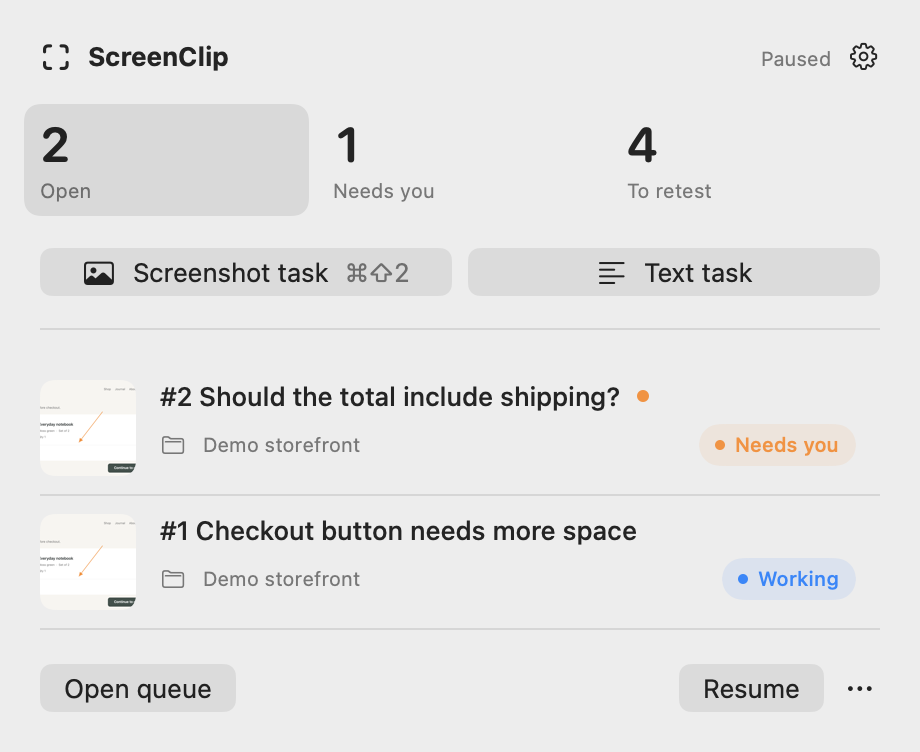 ScreenClip
Paused
2
Open
1
Needs you
4
To retest
Screenshot task ⌘⇧2
Text task
#2 Should the total include shipping?
Demo storefront
Needs you
#1 Checkout button needs more space
Demo storefront
Working
Open queue
Resume